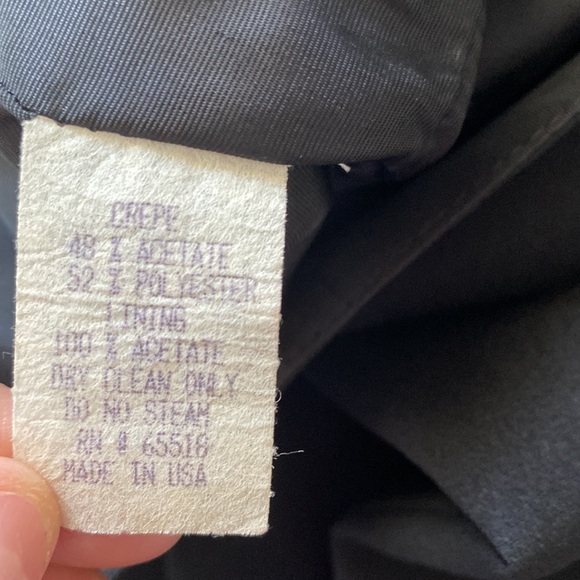 CREPE
48 % ACETATE
52 % POLYESTER
LINING
100 % ACETATE
DRY CLEAN ONLY
DO NO STEAM
RN # 65518
MADE IN USA